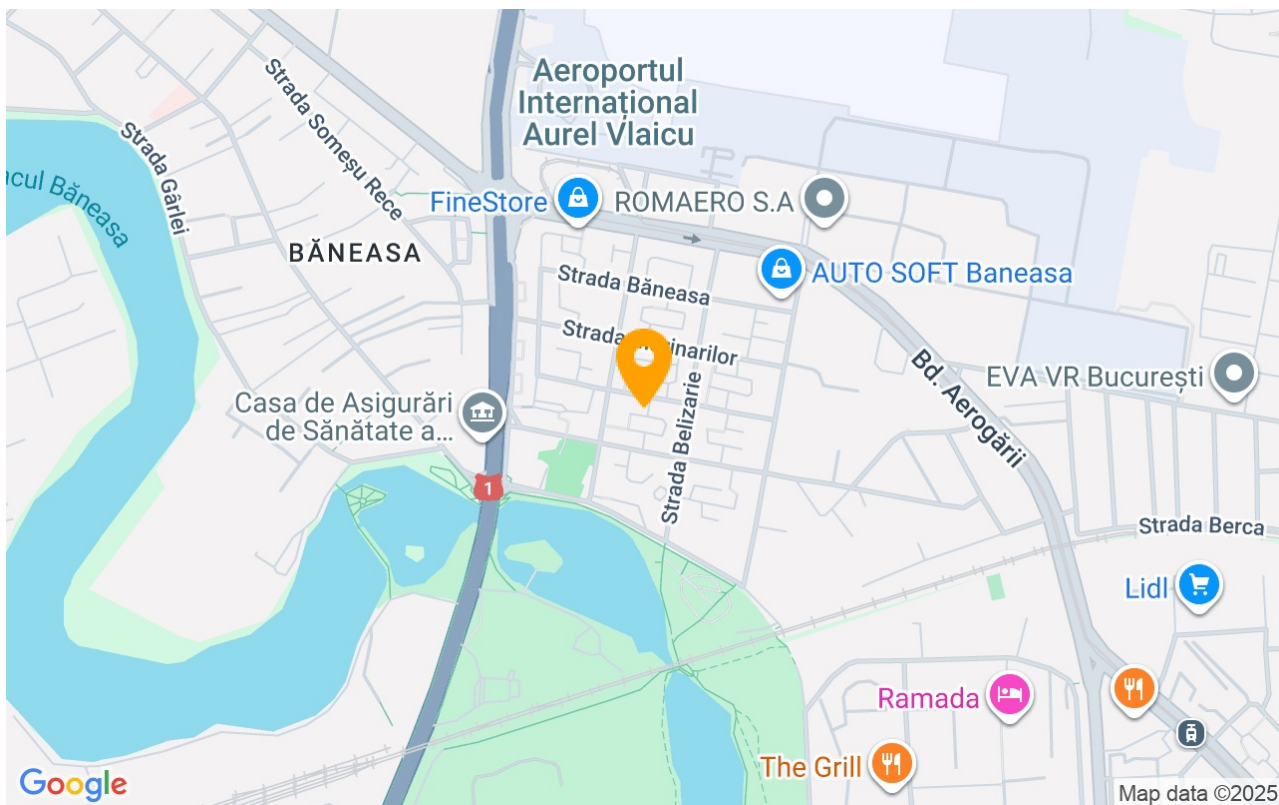 Aeroportul
Internațional
Aurel Vlaicu
Strada Someșu Rece
Strada Gârlei
cul Băneasa
FineStore
ROMAERO S.A
BĂNEASA
AUTO SOFT Baneasa
Strada Băneasa
Strada
inarilor
Bd. Aerogării
EVA VR București
Casa de Asigurări
de Sănătate a...
Strada Belizarie
1
Strada Berca
Lidl
Ramada
The Grill
Google
Map data ©2025